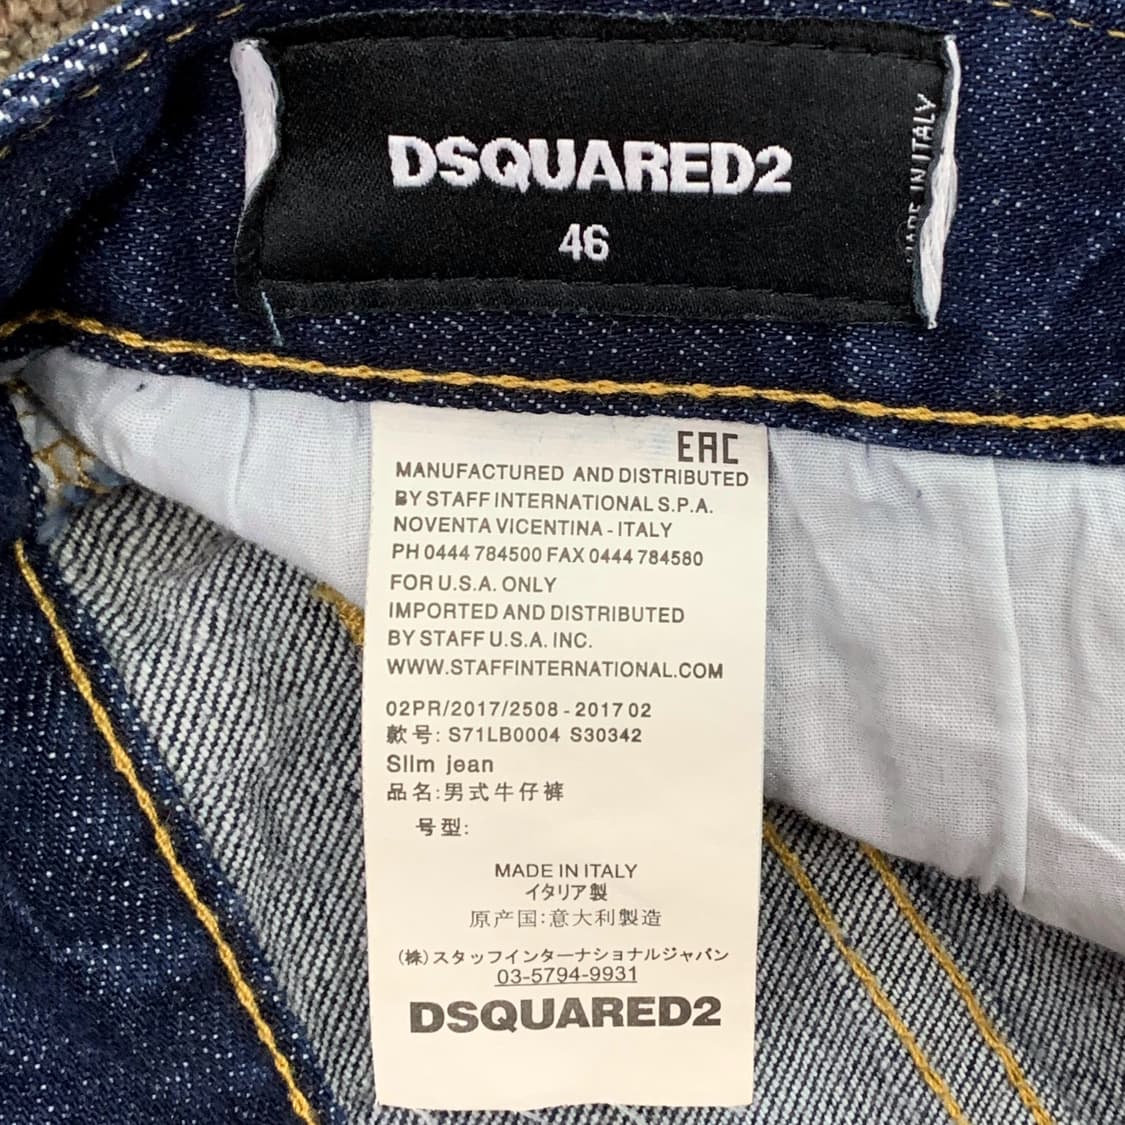 DSQUARED2
46
MADE IN ITALY
EAC
MANUFACTURED AND DISTRIBUTED
BY STAFF INTERNATIONAL S.P.A.
NOVENTA VICENTINA - ITALY
PH 0444 784500 FAX 0444 784580
FOR U.S.A. ONLY
IMPORTED AND DISTRIBUTED
BY STAFF U.S.A. INC.
WWW.STAFFINTERNATIONAL.COM
02PR/2017/2508 - 2017 02
款号: S71LB0004 S30342
Slim jean
品名:男式牛仔裤
号型:
MADE IN ITALY
イタリア製
原产国:意大利製造
(株)スタッフインターナショナルジャパン
03-5794-9931
DSQUARED2